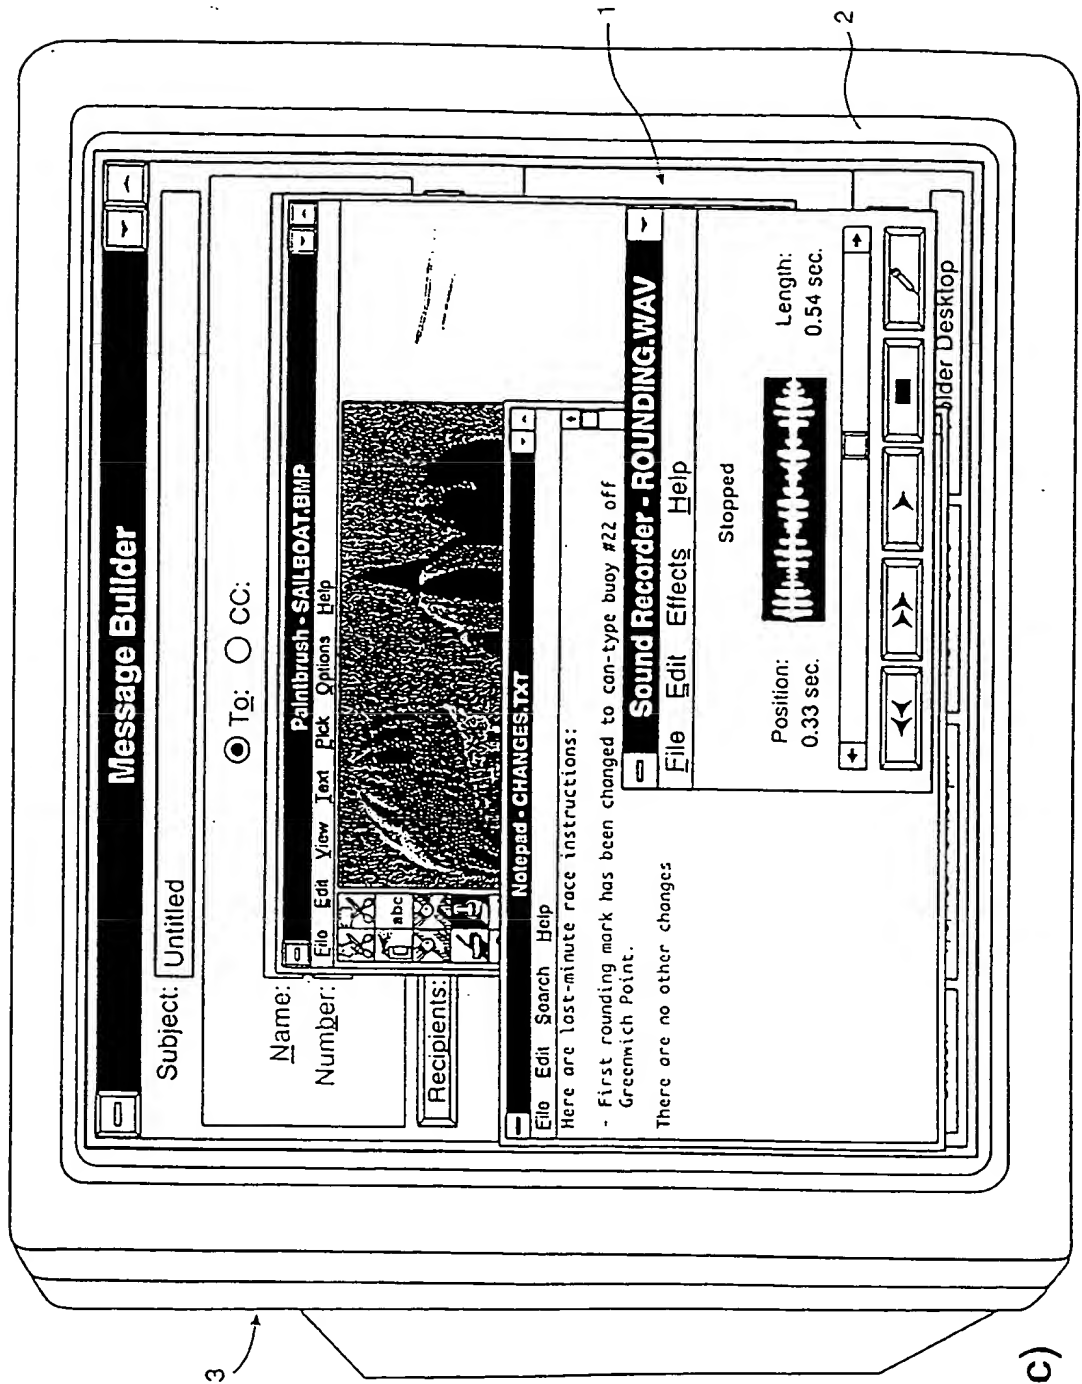 Message Builder
Subject: Untitled
To: CC:
Name:
Number:
Recipients:
Paintbrush - SAILBOAT.BMP
File Edit View Text Pick Options Help
abc
Notepad - CHANGES.TXT
File Edit Search Help
Here are last-minute race instructions:
- First rounding mark has been changed to can-type buoy #22 off
Greenwich Point.
There are no other changes
Sound Recorder - ROUNDING.WAV
File Edit Effects Help
Stopped
Position:
0.33 sec.
Length:
0.54 sec.
Desktop
1
2
3
c)